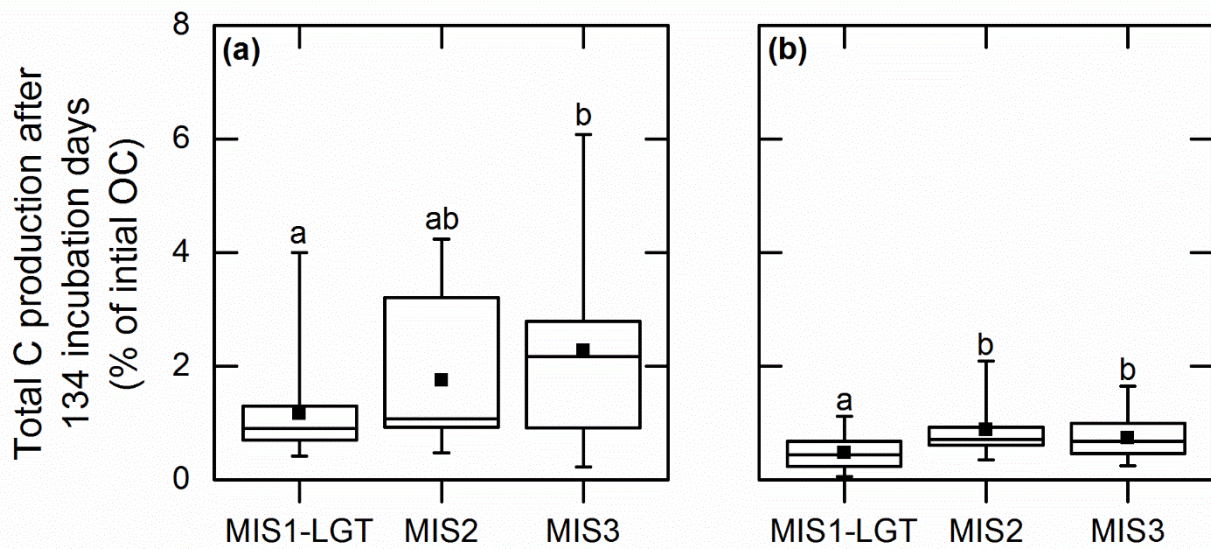 Total C production after
134 incubation days
(% of intial OC)
8
6
4
2
0
(a)
a
ab
b
MIS1-LGT
MIS2
MIS3
(b)
a
b
b
MIS1-LGT
MIS2
MIS3